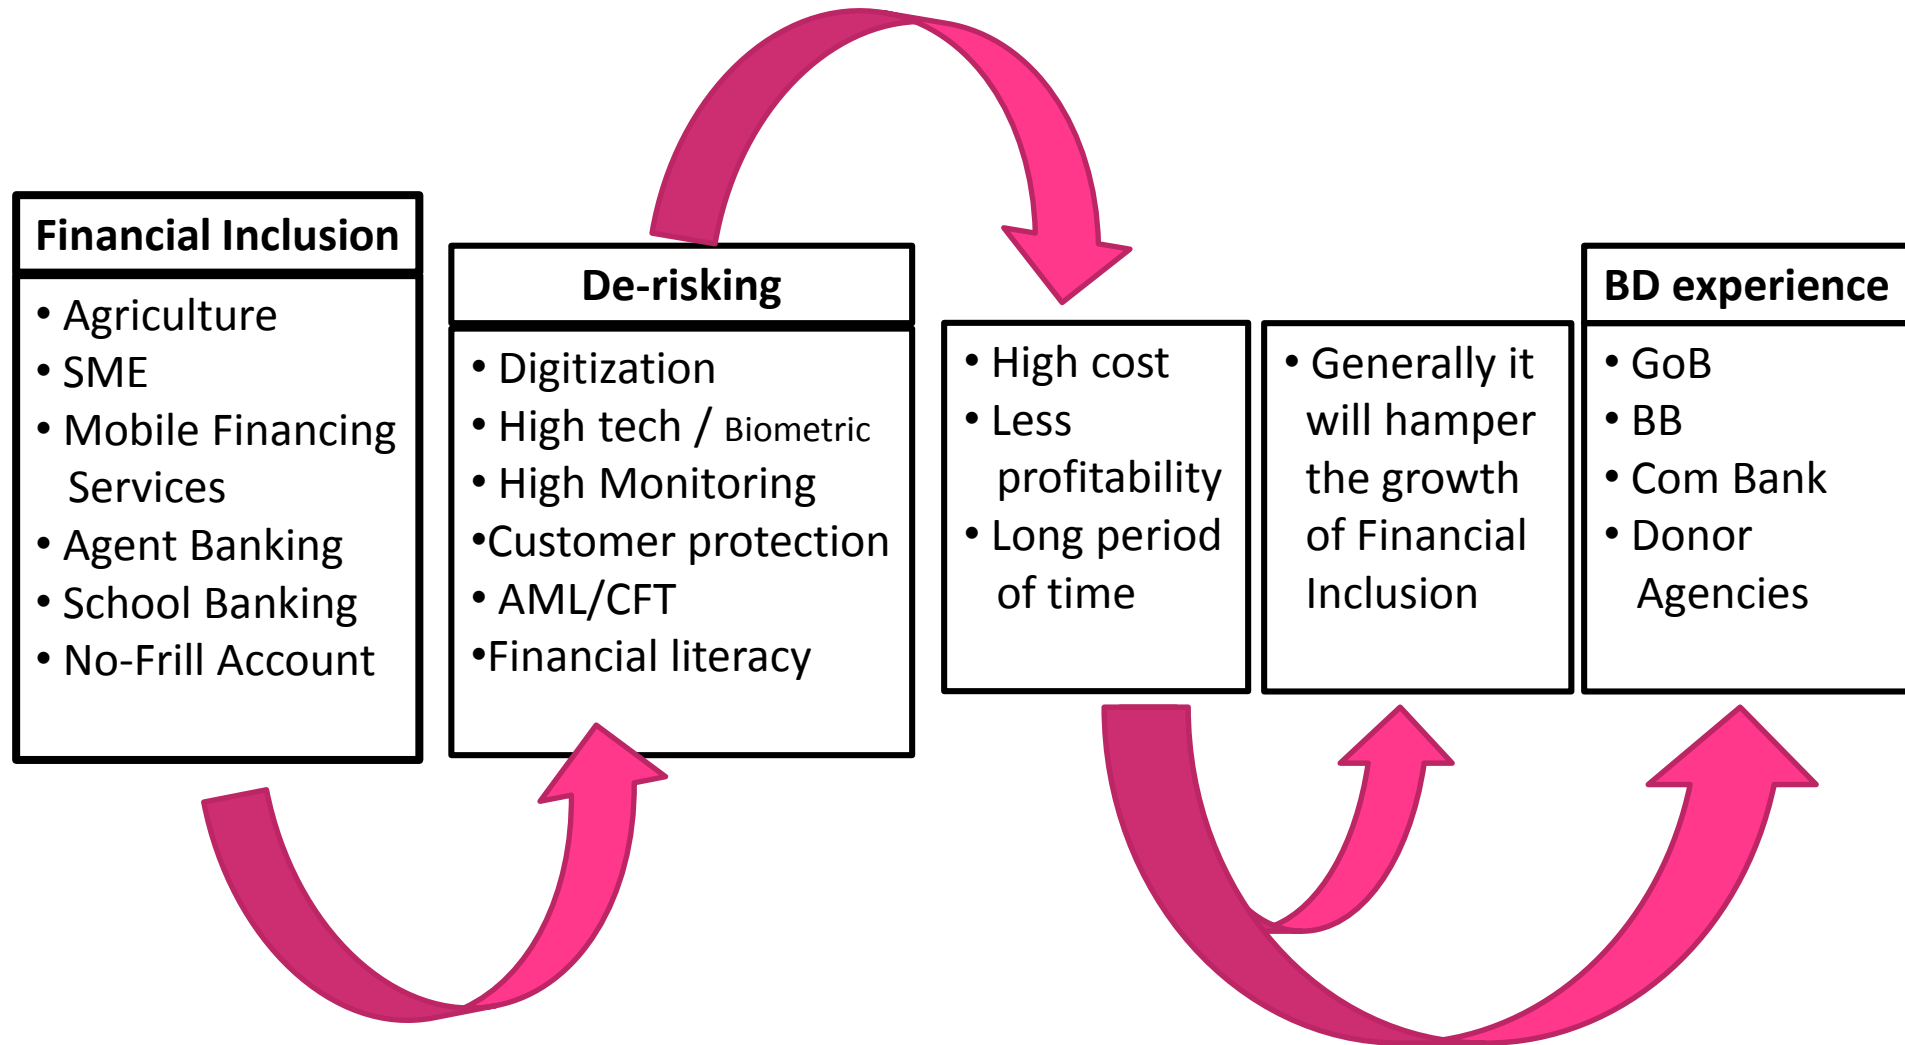 Financial Inclusion
• Agriculture
• SME
• Mobile Financing
Services
• Agent Banking
• School Banking
• No-Frill Account
De-risking
• Digitization
• High tech / Biometric
• High Monitoring
•Customer protection
• AML/CFT
•Financial literacy
• High cost
• Less
profitability
• Long period
of time
• Generally it
will hamper
the growth
of Financial
Inclusion
BD experience
• GoB
• BB
• Com Bank
• Donor
Agencies